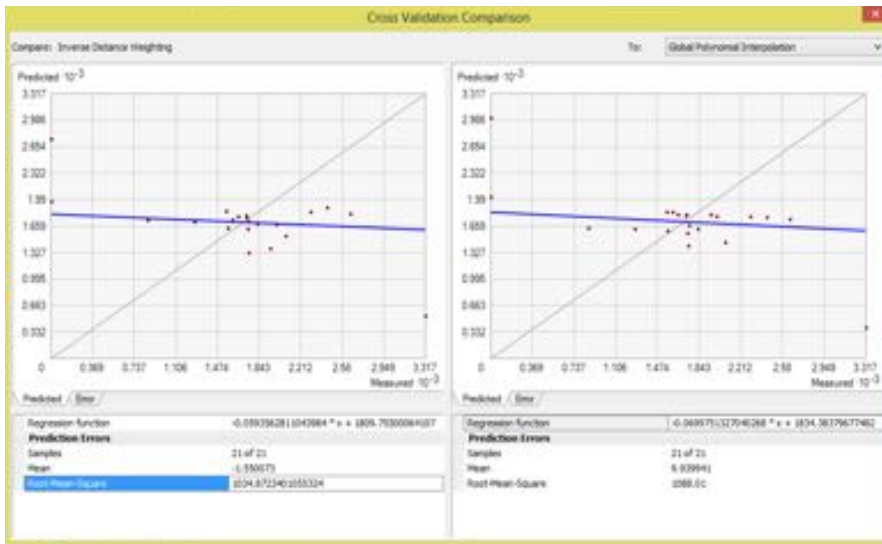 Cross Validation Comparison
Compare: Inverse Distance Weighting
To: Global Polynomial Interpolation
Predicted 10-3
3.317
2.986
2.654
2.322
1.99
1.659
1.327
0.995
0.663
0.332
0 0.369 0.737 1.106 1.474 1.843 2.212 2.58 2.949 3.317
Measured 10-3
Predicted Error
Predicted 10-3
3.317
2.986
2.654
2.322
1.99
1.659
1.327
0.995
0.663
0.332
0 0.369 0.737 1.106 1.474 1.843 2.212 2.58 2.949 3.317
Measured 10-3
Predicted Error
Regression function
Prediction Errors
Samples 21 of 21
Mean -1.550073
Root-Mean-Square
Regression function
Prediction Errors
Samples 21 of 21
Mean 9.939941
Root-Mean-Square 1088.01